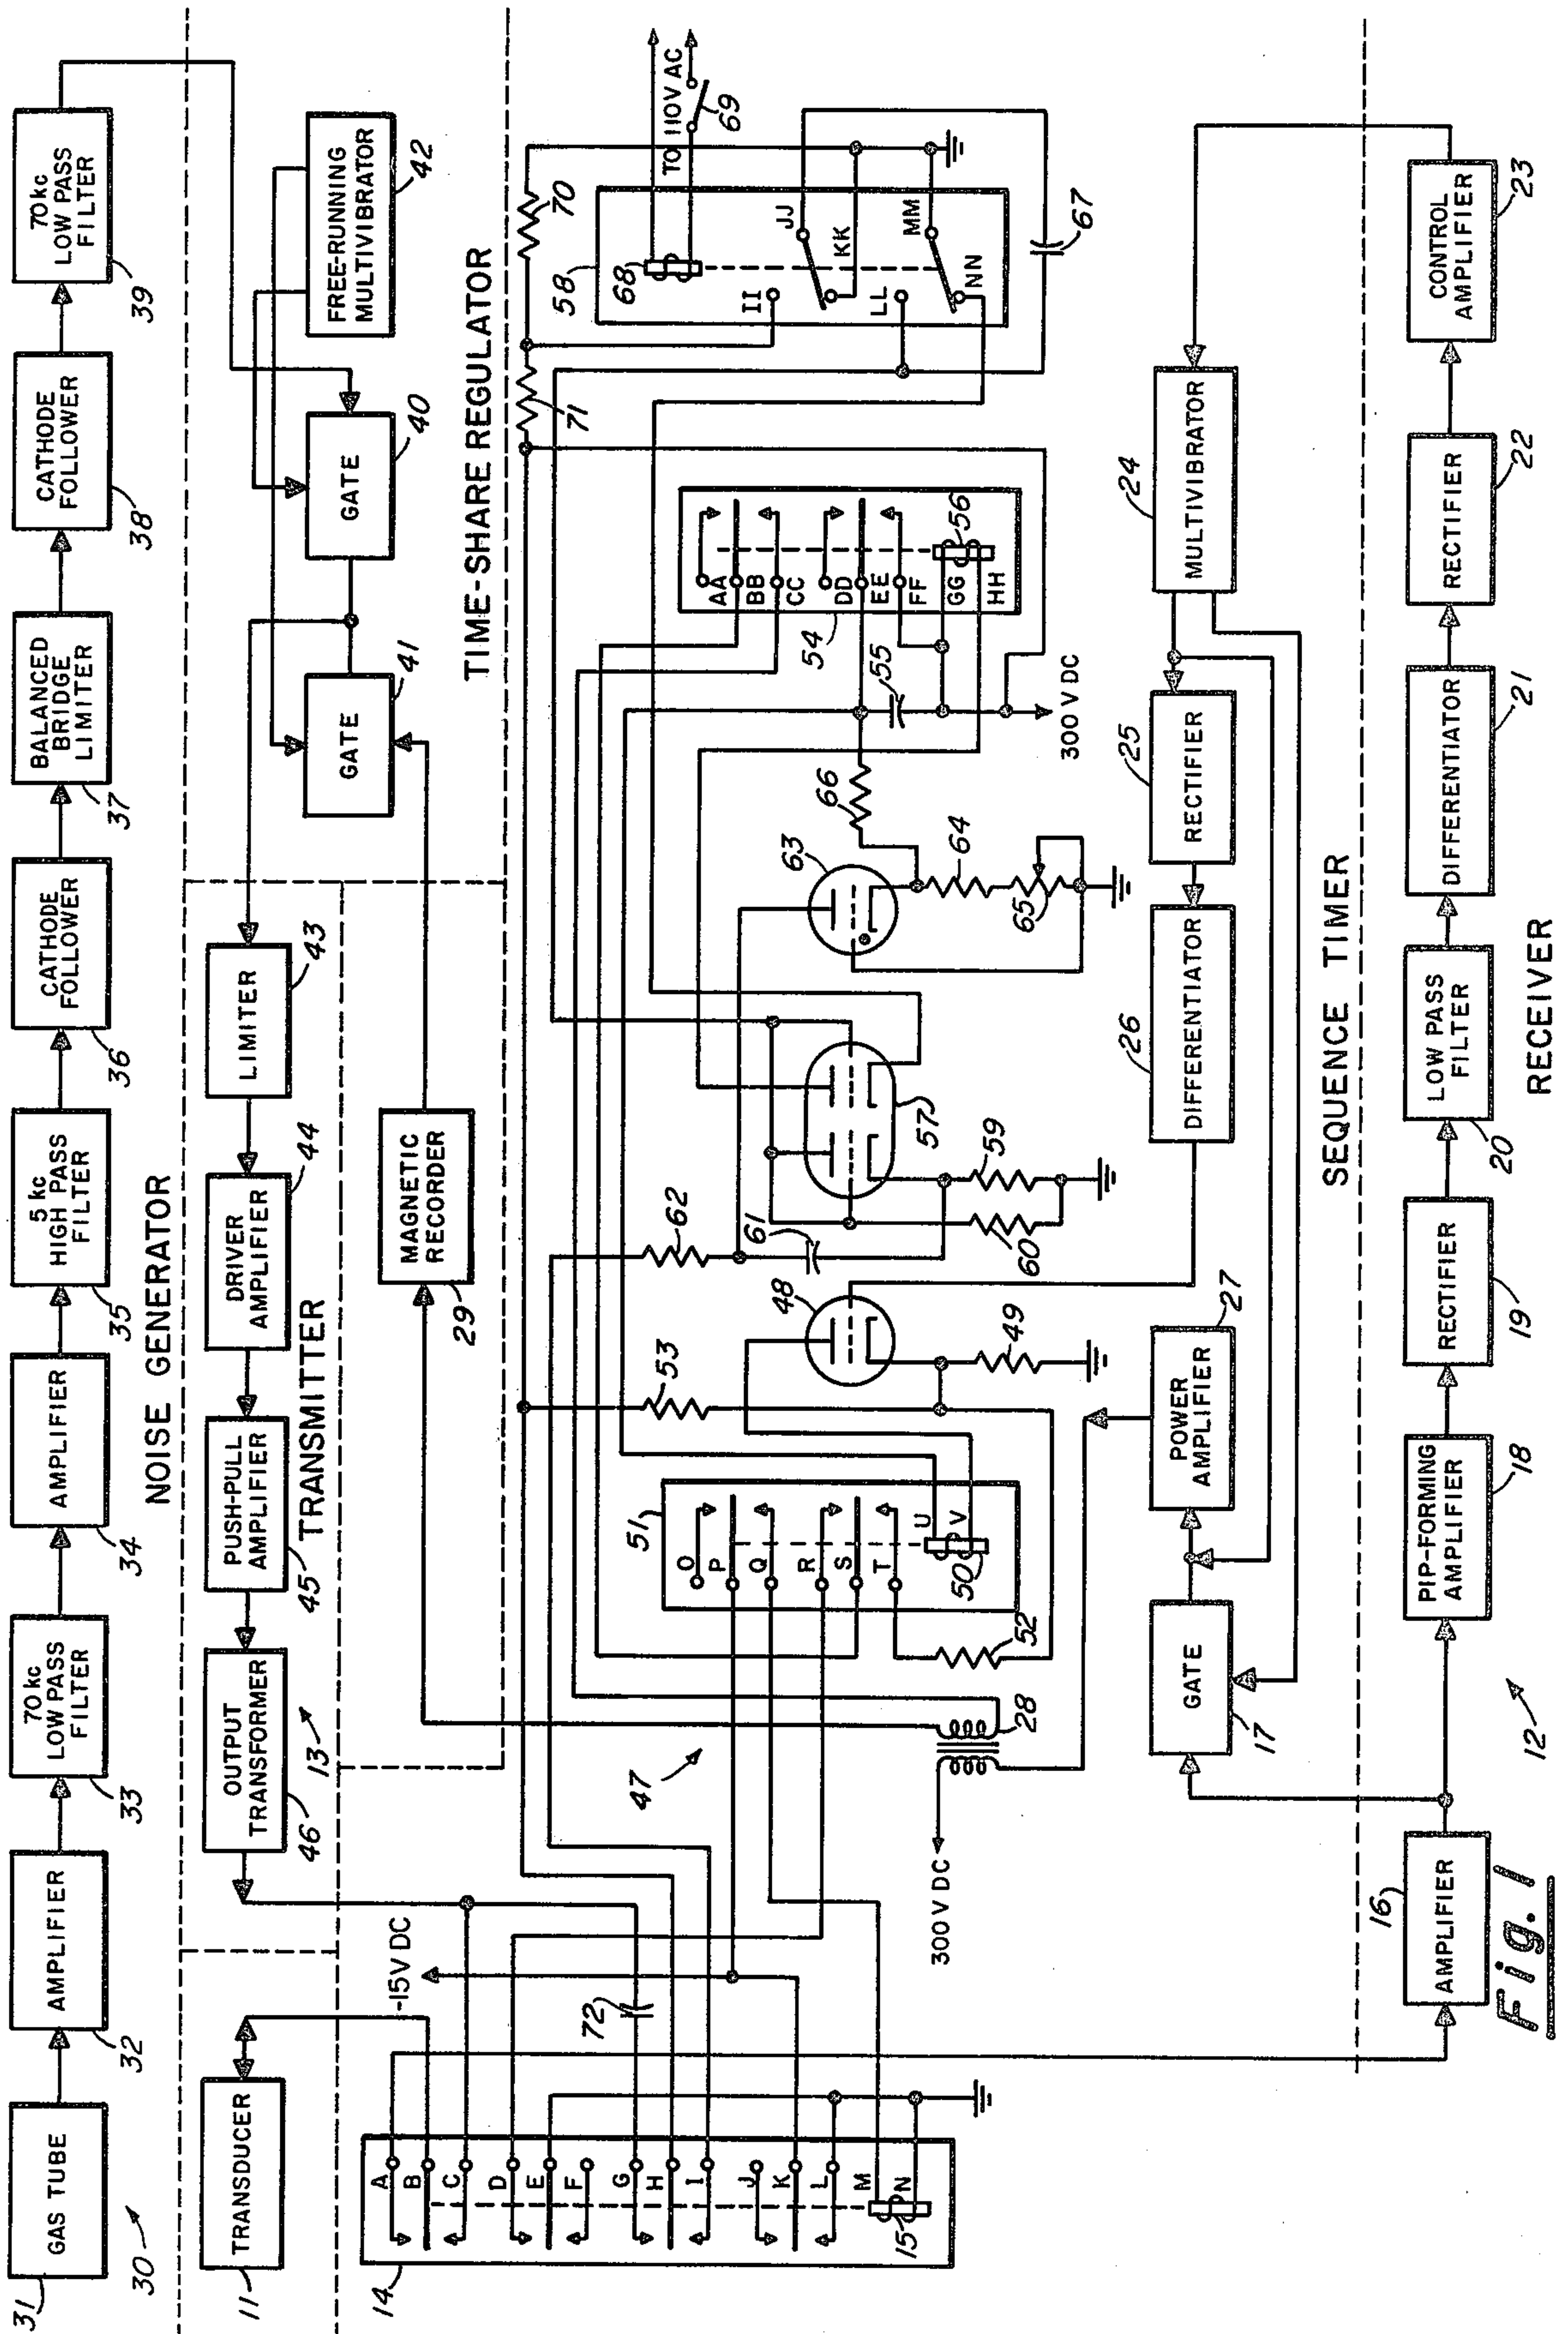 GAS TUBE
31
30
AMPLIFIER
32
70 kc
LOW PASS
FILTER
33
AMPLIFIER
34
5 kc
HIGH PASS
FILTER
35
CATHODE
FOLLOWER
36
BALANCED
BRIDGE
LIMITER
37
CATHODE
FOLLOWER
38
70 kc
LOW PASS
FILTER
39
NOISE GENERATOR
TRANSDUCER
11
OUTPUT
TRANSFORMER
46
13
PUSH-PULL
AMPLIFIER
45
TRANSMITTER
DRIVER
AMPLIFIER
44
LIMITER
43
GATE
41
GATE
40
FREE-RUNNING
MULTIVIBRATOR
42
MAGNETIC
RECORDER
29
TIME-SHARE REGULATOR
14
A
B
C
D
E
F
G
H
I
J
K
L
M
N
15
-15V DC
72
47
300 V DC
28
51
O
P
Q
R
S
T
U
V
50
52
53
48
49
62
61
60
59
57
63
64
65
66
55
300 V DC
54
AA
BB
CC
DD
EE
FF
GG
HH
56
71
70
58
68
TO 110V AC
69
II
JJ
KK
LL
MM
NN
67
GATE
17
POWER
AMPLIFIER
27
DIFFERENTIATOR
26
RECTIFIER
25
MULTIVIBRATOR
24
SEQUENCE TIMER
AMPLIFIER
16
12
PIP-FORMING
AMPLIFIER
18
RECTIFIER
19
LOW PASS
FILTER
20
DIFFERENTIATOR
21
RECTIFIER
22
CONTROL
AMPLIFIER
23
RECEIVER
Fig. 1